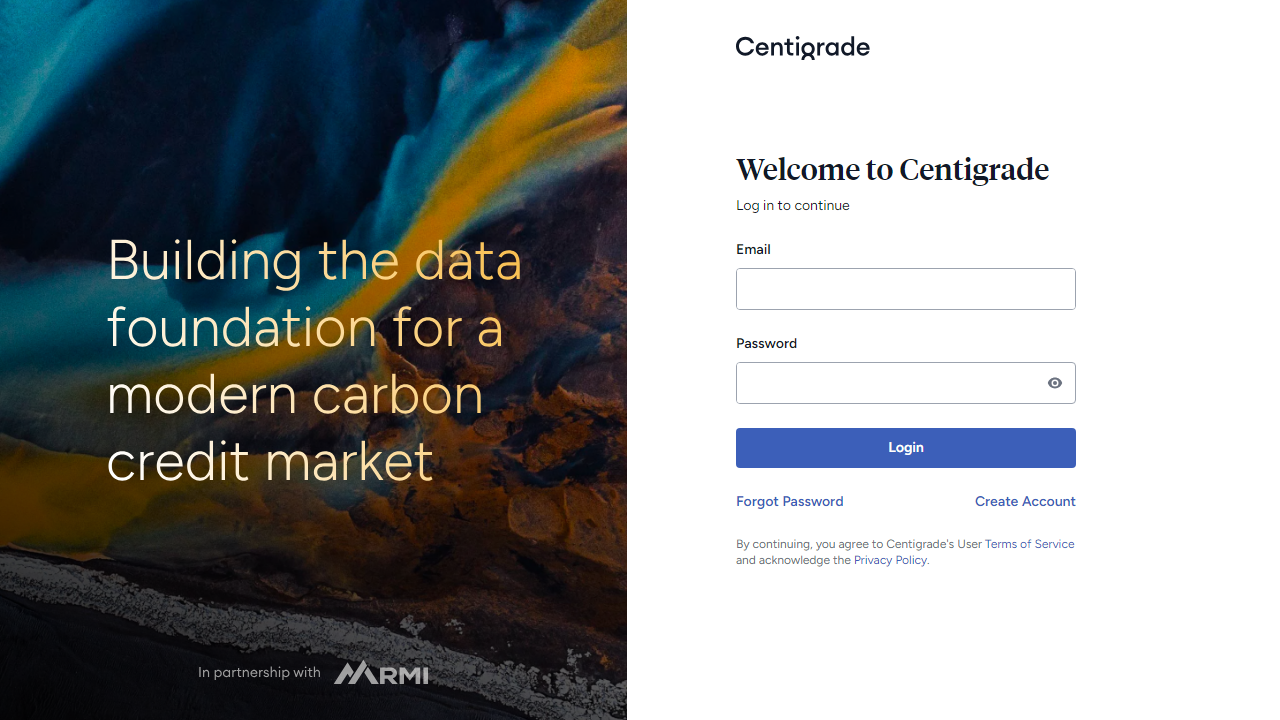 Building the data
foundation for a
modern carbon
credit market
In partnership with RMI
Centigrade
Welcome to Centigrade
Log in to continue
Email
Password
Login
Forgot Password
Create Account
By continuing, you agree to Centigrade's User Terms of Service
and acknowledge the Privacy Policy.